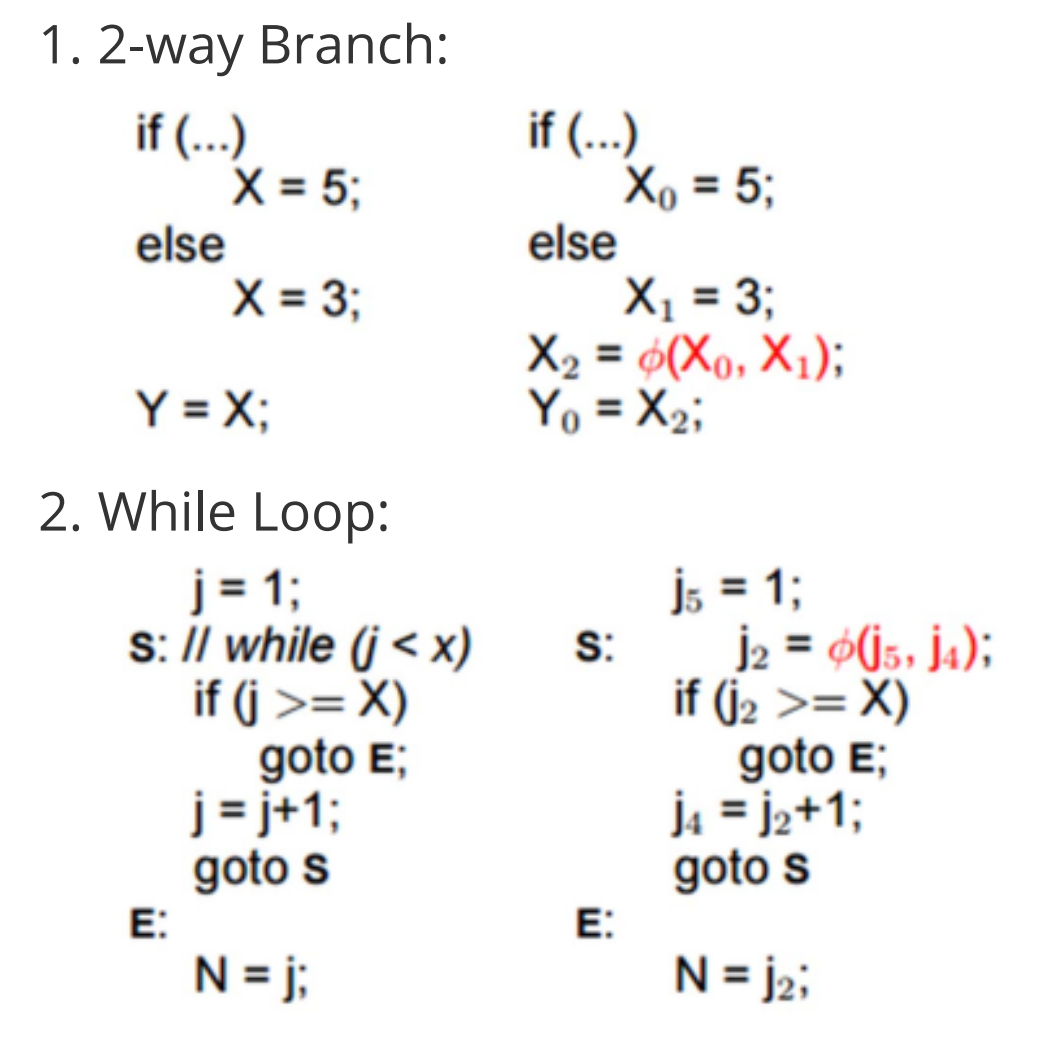 1. 2-way Branch:
if (...)
X = 5;
else
X = 3;
Y = X;
if (...)
X₀ = 5;
else
X₁ = 3;
X₂ = ϕ(X₀, X₁);
Y₀ = X₂;
2. While Loop:
j = 1;
S: // while (j < x)
if (j >= X)
goto E;
j = j+1;
goto S
E:
N = j;
j₅ = 1;
S: j₂ = ϕ(j₅, j₄);
if (j₂ >= X)
goto E;
j₄ = j₂+1;
goto S
E:
N = j₂;